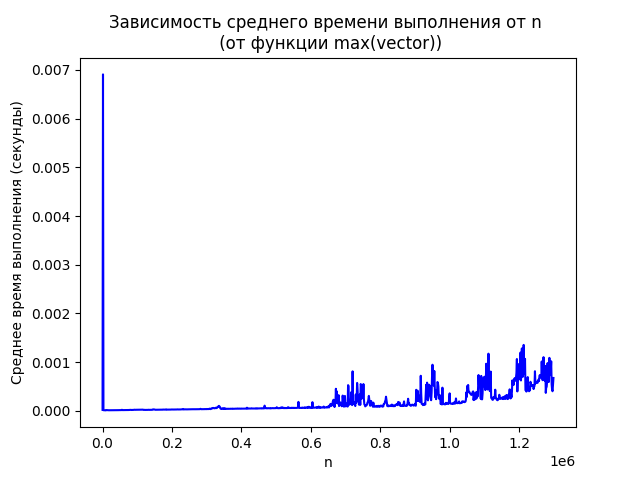 Зависимость среднего времени выполнения от n
(от функции max(vector))
Среднее время выполнения (секунды)
0.007
0.006
0.005
0.004
0.003
0.002
0.001
0.000
0.0 0.2 0.4 0.6 0.8 1.0 1.2
1e6
n